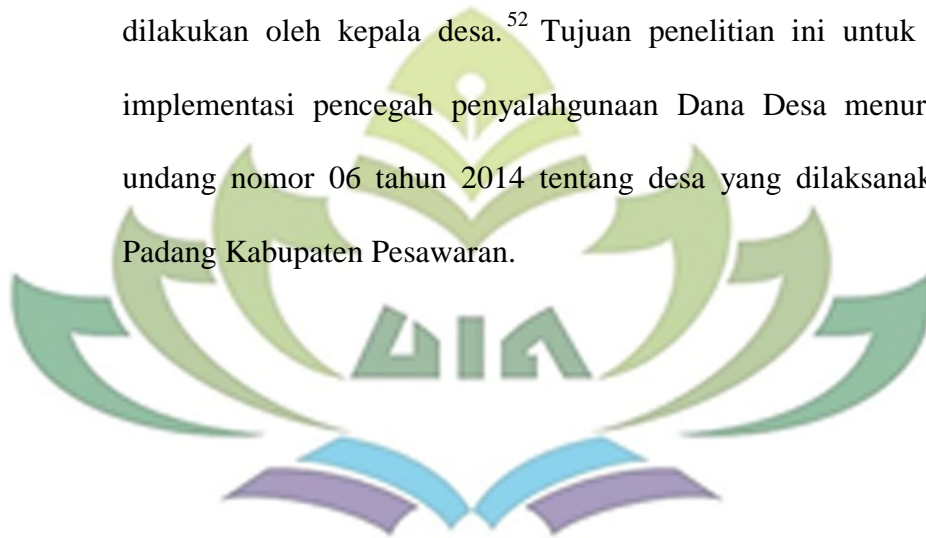 dilakukan oleh kepala desa.52 Tujuan penelitian ini untuk
implementasi pencegah penyalahgunaan Dana Desa menur
undang nomor 06 tahun 2014 tentang desa yang dilaksanak
Padang Kabupaten Pesawaran.
UIN